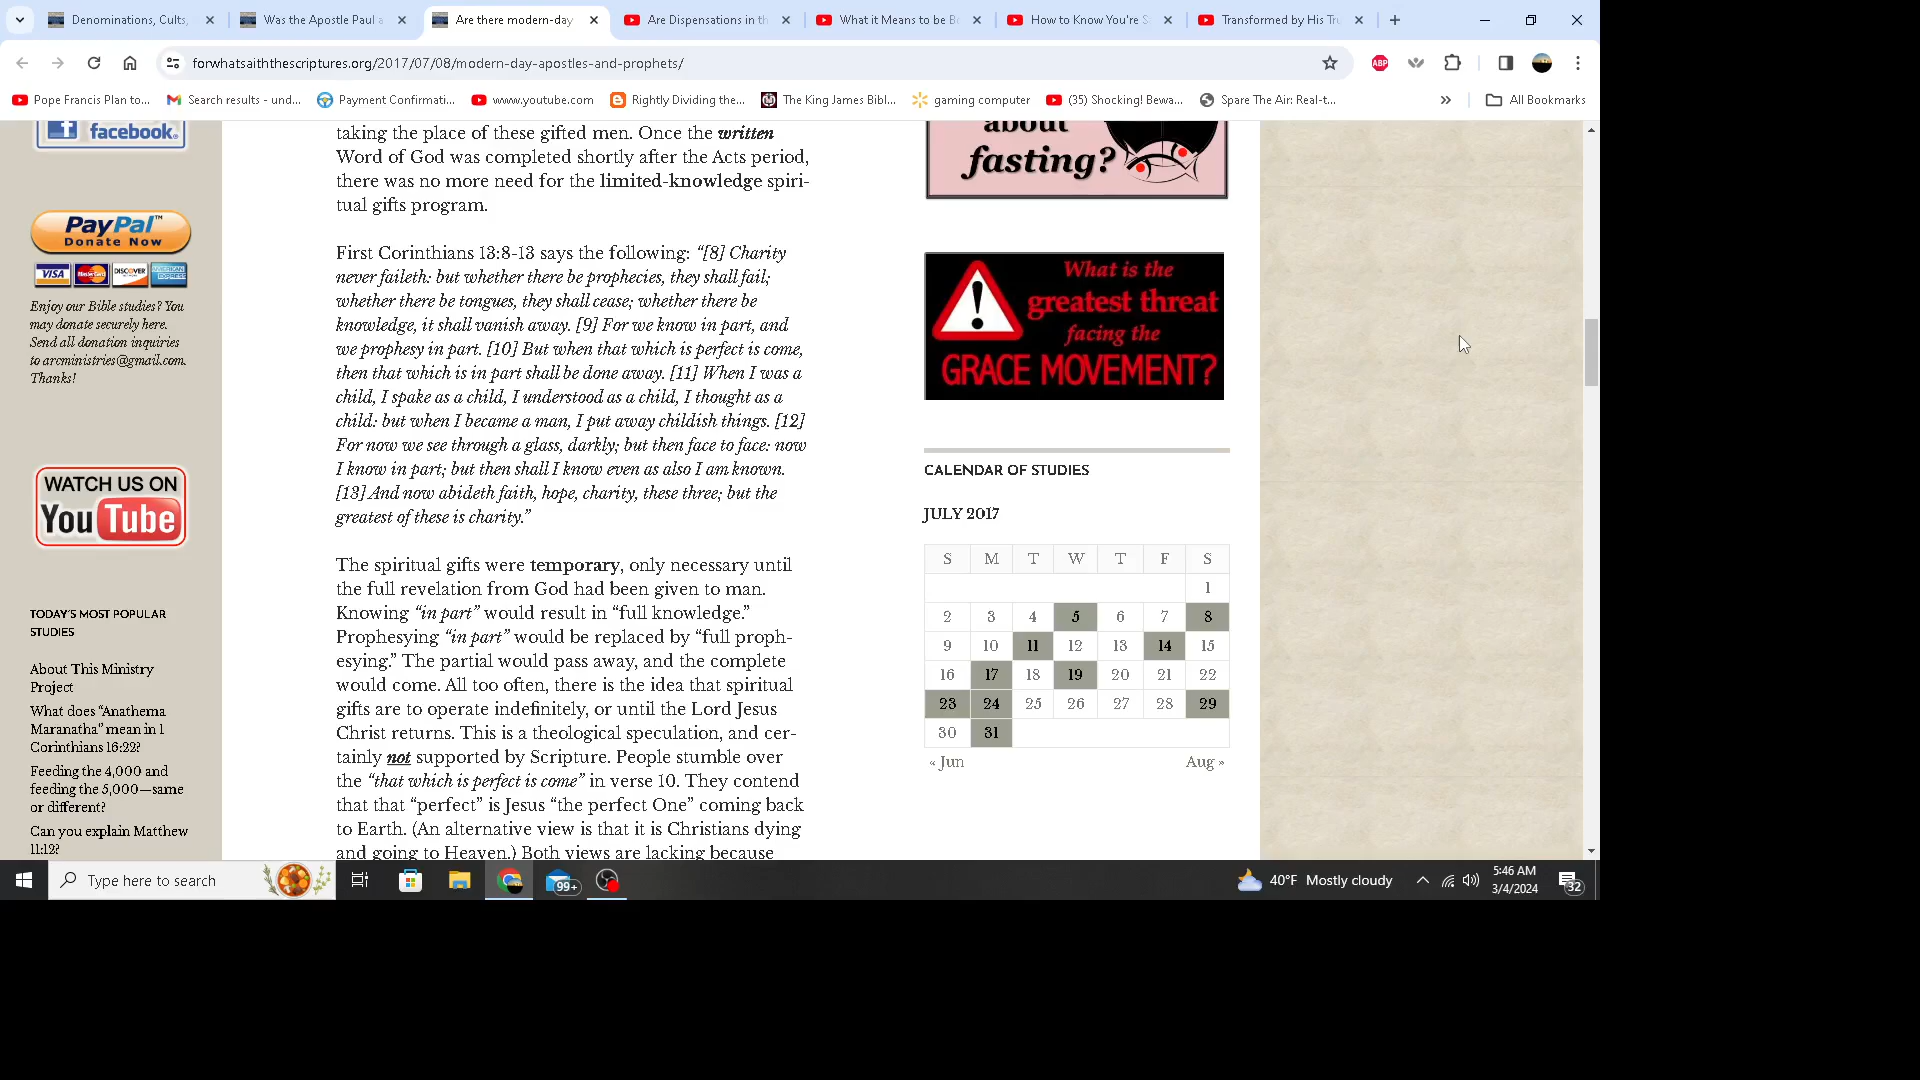 Denominations, Cults,
Was the Apostle Paul a
Are there modern-day
Are Dispensations in th
What it Means to be B
How to Know You're S
Transformed by His Tru
forwhatsaiththescriptures.org/2017/07/08/modern-day-apostles-and-prophets/
ABP
Pope Francis Plan to...
Search results - und...
Payment Confirmati...
www.youtube.com
Rightly Dividing the...
The King James Bibl...
gaming computer
(35) Shocking! Bewa...
Spare The Air: Real-t...
»
All Bookmarks
facebook
PayPal™
Donate Now
VISA
MasterCard
DISCOVER
AMERICAN EXPRESS
Enjoy our Bible studies? You
may donate securely here.
Send all donation inquiries
to arcministries@gmail.com.
Thanks!
WATCH US ON
YouTube
TODAY'S MOST POPULAR
STUDIES
About This Ministry
Project
What does “Anathema
Maranatha” mean in 1
Corinthians 16:22?
Feeding the 4,000 and
feeding the 5,000—same
or different?
Can you explain Matthew
11:12?
taking the place of these gifted men. Once the written
Word of God was completed shortly after the Acts period,
there was no more need for the limited-knowledge spiri-
tual gifts program.
First Corinthians 13:8-13 says the following: “[8] Charity
never faileth: but whether there be prophecies, they shall fail;
whether there be tongues, they shall cease; whether there be
knowledge, it shall vanish away. [9] For we know in part, and
we prophesy in part. [10] But when that which is perfect is come,
then that which is in part shall be done away. [11] When I was a
child, I spake as a child, I understood as a child, I thought as a
child: but when I became a man, I put away childish things. [12]
For now we see through a glass, darkly; but then face to face: now
I know in part; but then shall I know even as also I am known.
[13] And now abideth faith, hope, charity, these three; but the
greatest of these is charity.”
The spiritual gifts were temporary, only necessary until
the full revelation from God had been given to man.
Knowing “in part” would result in “full knowledge.”
Prophesying “in part” would be replaced by “full proph-
esying.” The partial would pass away, and the complete
would come. All too often, there is the idea that spiritual
gifts are to operate indefinitely, or until the Lord Jesus
Christ returns. This is a theological speculation, and cer-
tainly not supported by Scripture. People stumble over
the “that which is perfect is come” in verse 10. They contend
that that “perfect” is Jesus “the perfect One” coming back
to Earth. (An alternative view is that it is Christians dying
and going to Heaven.) Both views are lacking because
about
fasting?
What is the
greatest threat
facing the
GRACE MOVEMENT?
CALENDAR OF STUDIES
JULY 2017
S M T W T F S
1
2 3 4 5 6 7 8
9 10 11 12 13 14 15
16 17 18 19 20 21 22
23 24 25 26 27 28 29
30 31
« Jun
Aug »
Type here to search
99+
40°F Mostly cloudy
5:46 AM
3/4/2024
32